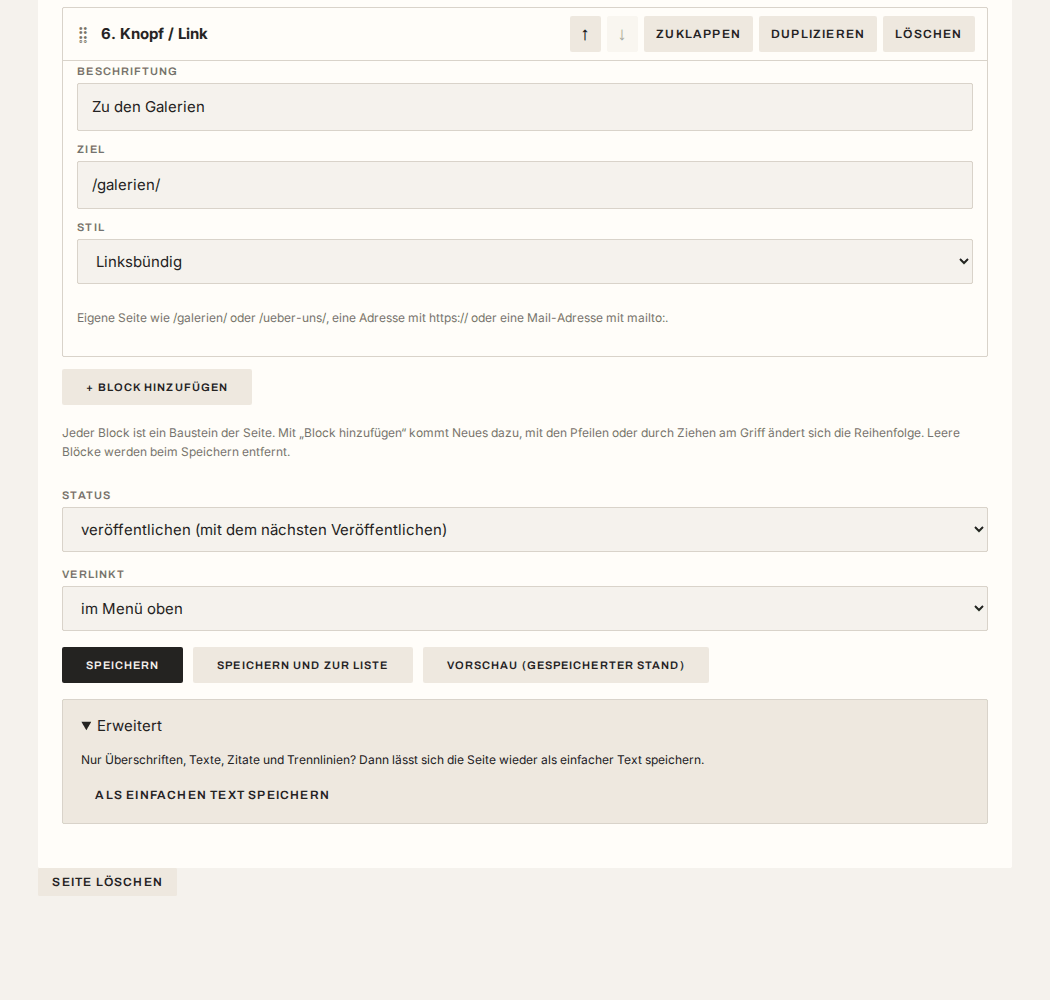 6. Knopf / Link
↑ ↓ ZUKLAPPEN DUPLIZIEREN LÖSCHEN
BESCHRIFTUNG
Zu den Galerien
ZIEL
/galerien/
STIL
Linksbündig
Eigene Seite wie /galerien/ oder /ueber-uns/, eine Adresse mit https:// oder eine Mail-Adresse mit mailto:.
+ BLOCK HINZUFÜGEN
Jeder Block ist ein Baustein der Seite. Mit „Block hinzufügen“ kommt Neues dazu, mit den Pfeilen oder durch Ziehen am Griff ändert sich die Reihenfolge. Leere
Blöcke werden beim Speichern entfernt.
STATUS
veröffentlichen (mit dem nächsten Veröffentlichen)
VERLINKT
im Menü oben
SPEICHERN SPEICHERN UND ZUR LISTE VORSCHAU (GESPEICHERTER STAND)
▼ Erweitert
Nur Überschriften, Texte, Zitate und Trennlinien? Dann lässt sich die Seite wieder als einfacher Text speichern.
ALS EINFACHEN TEXT SPEICHERN
SEITE LÖSCHEN